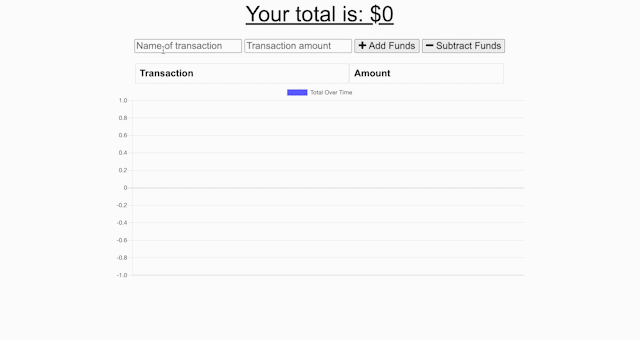 Your total is: $0
Name of transaction Transaction amount + Add Funds − Subtract Funds
Transaction Amount
Total Over Time
1.0
0.8
0.6
0.4
0.2
0
-0.2
-0.4
-0.6
-0.8
-1.0